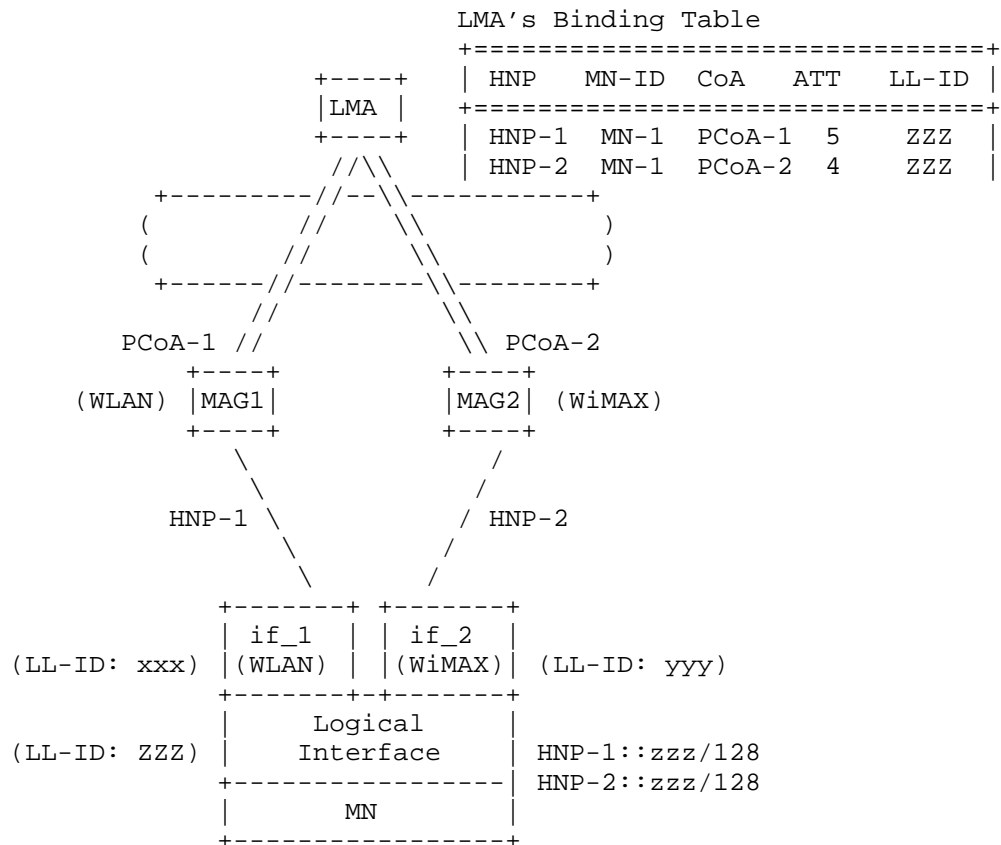 LMA's Binding Table
+================================+
+----+ | HNP MN-ID CoA ATT LL-ID |
|LMA | +================================+
+----+ | HNP-1 MN-1 PCoA-1 5 ZZZ |
//\\ | HNP-2 MN-1 PCoA-2 4 ZZZ |
+---------//--\\-----------+
( // \\ )
( // \\ )
+------//--------\\--------+
// \\
PCoA-1 // \\ PCoA-2
+----+ +----+
(WLAN) |MAG1| |MAG2| (WiMAX)
+----+ +----+
\ /
\ /
HNP-1 \ / HNP-2
\ /
\ /
+-------+ +-------+
| if_1 | | if_2 |
(LL-ID: xxx) |(WLAN) | |(WiMAX)| (LL-ID: yyy)
+-------+-+-------+
| Logical |
(LL-ID: ZZZ) | Interface | HNP-1::zzz/128
+-----------------| HNP-2::zzz/128
| MN |
+-----------------+